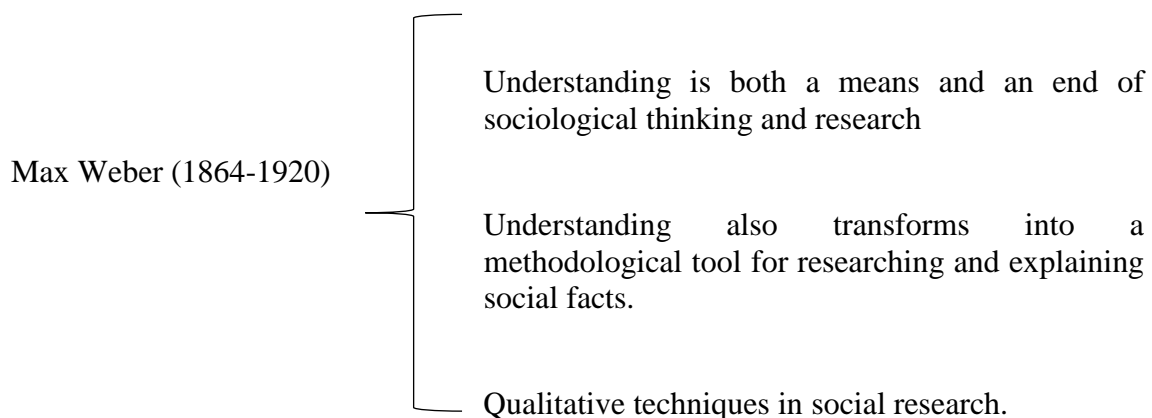 Understanding is both a means and an end of
sociological thinking and research
Max Weber (1864-1920)
Understanding also transforms into a
methodological tool for researching and explaining
social facts.
Qualitative techniques in social research.